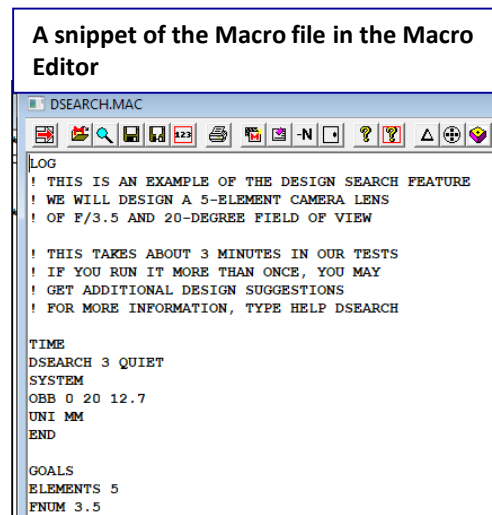 A snippet of the Macro file in the Macro
Editor
DSEARCH.MAC
123 -N ? ?
LOG
! THIS IS AN EXAMPLE OF THE DESIGN SEARCH FEATURE
! WE WILL DESIGN A 5-ELEMENT CAMERA LENS
! OF F/3.5 AND 20-DEGREE FIELD OF VIEW
! THIS TAKES ABOUT 3 MINUTES IN OUR TESTS
! IF YOU RUN IT MORE THAN ONCE, YOU MAY
! GET ADDITIONAL DESIGN SUGGESTIONS
! FOR MORE INFORMATION, TYPE HELP DSEARCH
TIME
DSEARCH 3 QUIET
SYSTEM
OBB 0 20 12.7
UNI MM
END
GOALS
ELEMENTS 5
FNUM 3.5